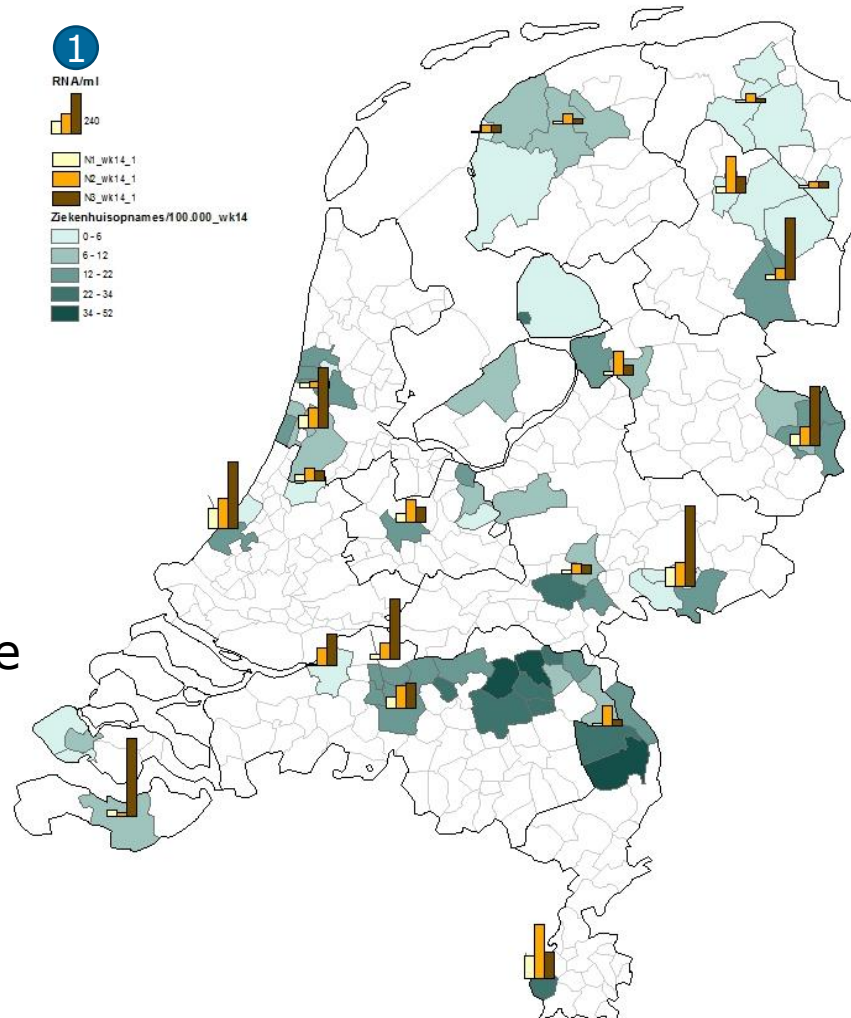 1
RNA/ml
240
N1_wk14_1
N2_wk14_1
N3_wk14_1
Ziekenhuisopnames/100.000_wk14
0 - 6
6 - 12
12 - 22
22 - 34
34 - 52
e